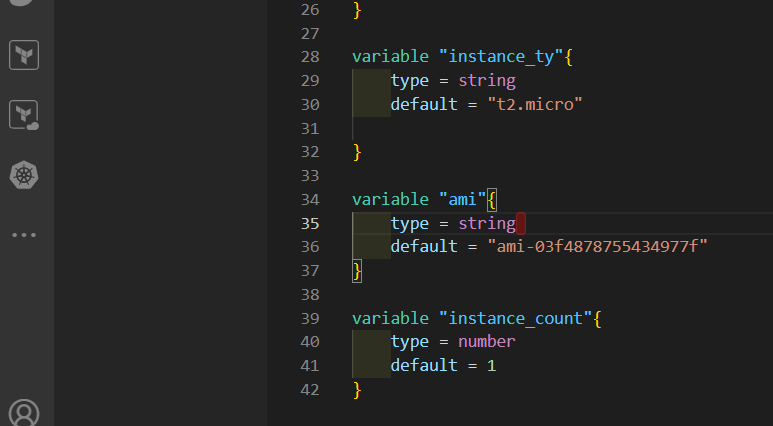 26 }
27
28 variable "instance_ty"{
29     type = string
30     default = "t2.micro"
31
32 }
33
34 variable "ami"{
35     type = string
36     default = "ami-03f4878755434977f"
37 }
38
39 variable "instance_count"{
40     type = number
41     default = 1
42 }